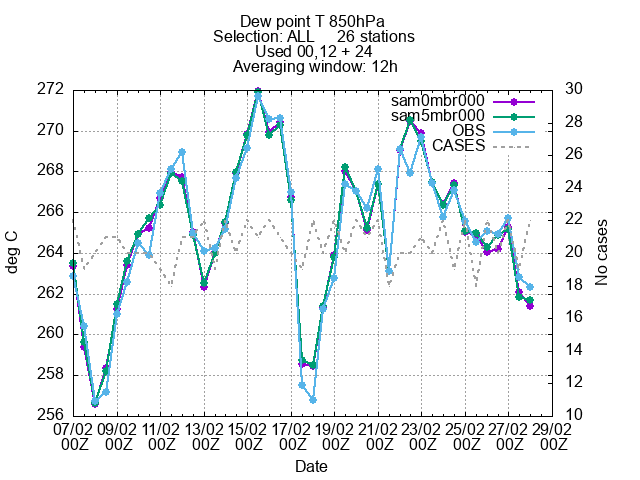 Dew point T 850hPa
Selection: ALL 26 stations
Used 00,12 + 24
Averaging window: 12h
272 30
sam0mbr000
sam5mbr000
OBS
CASES
270 28
268 26
266 24
264 22
262 20
260 18
258 16
256 14
12
10
deg C
No cases
07/02 09/02 11/02 13/02 15/02 17/02 19/02 21/02 23/02 25/02 27/02 29/02
00Z 00Z 00Z 00Z 00Z 00Z 00Z 00Z 00Z 00Z 00Z 00Z
Date